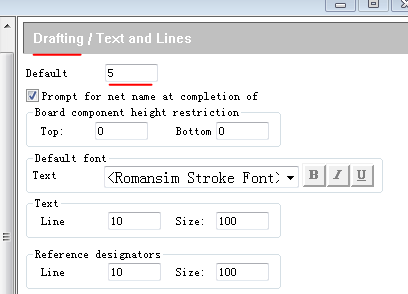 Drafting / Text and Lines
Default 5
Prompt for net name at completion of
Board component height restriction
Top: 0 Bottom 0
Default font
Text <Romansim Stroke Font> B I U
Text
Line 10 Size: 100
Reference designators
Line 10 Size: 100